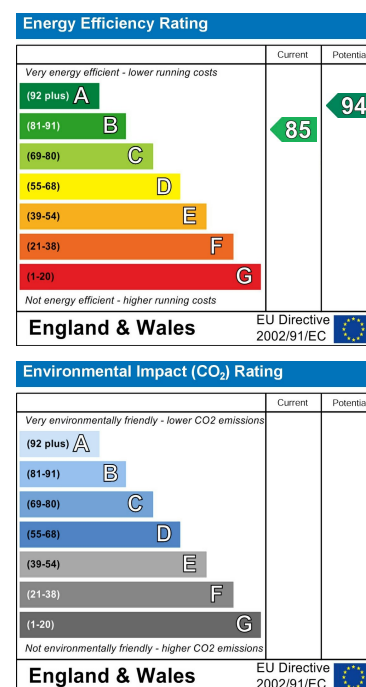 Energy Efficiency Rating
Current Potentia
Very energy efficient - lower running costs
(92 plus) A
(81-91) B
(69-80) C
(55-68) D
(39-54) E
(21-38) F
(1-20) G
85
94
Not energy efficient - higher running costs
England & Wales
EU Directive
2002/91/EC
Environmental Impact (CO₂) Rating
Current Potentia
Very environmentally friendly - lower CO2 emissions
(92 plus) A
(81-91) B
(69-80) C
(55-68) D
(39-54) E
(21-38) F
(1-20) G
Not environmentally friendly - higher CO2 emissions
England & Wales
EU Directive
2002/91/EC